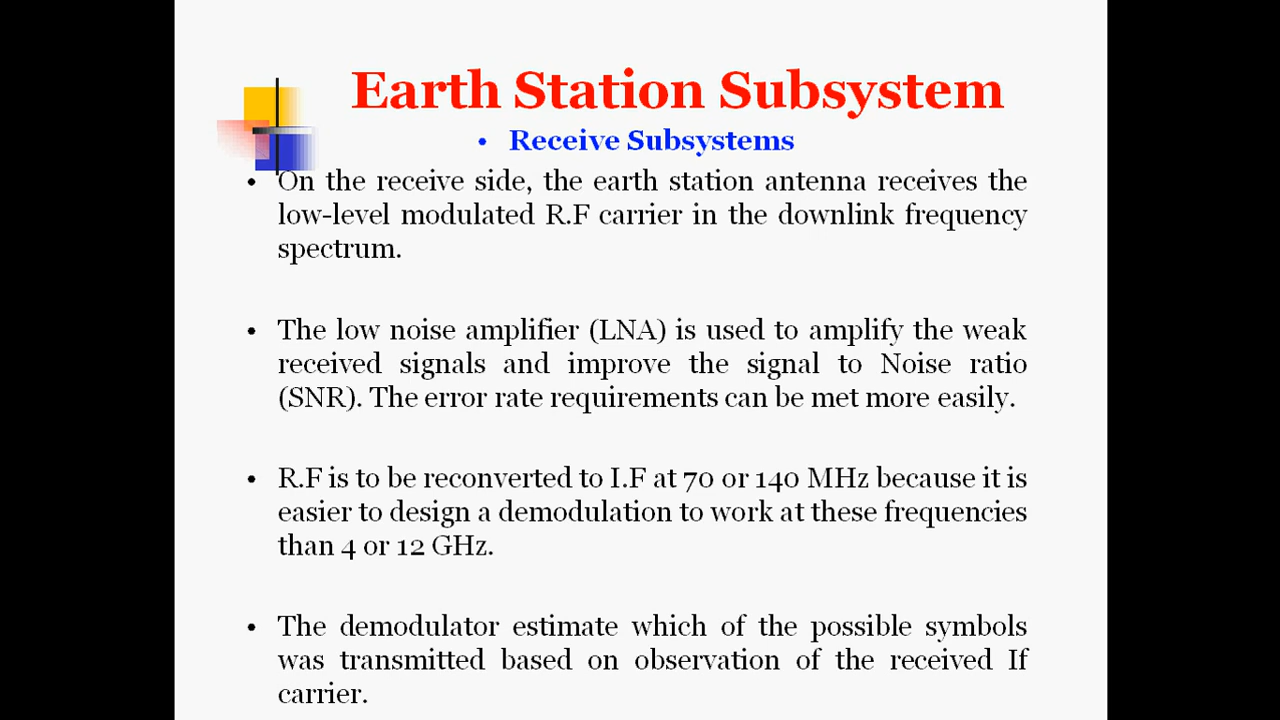 Earth Station Subsystem
• Receive Subsystems
• On the receive side, the earth station antenna receives the
low-level modulated R.F carrier in the downlink frequency
spectrum.
• The low noise amplifier (LNA) is used to amplify the weak
received signals and improve the signal to Noise ratio
(SNR). The error rate requirements can be met more easily.
• R.F is to be reconverted to I.F at 70 or 140 MHz because it is
easier to design a demodulation to work at these frequencies
than 4 or 12 GHz.
• The demodulator estimate which of the possible symbols
was transmitted based on observation of the received If
carrier.